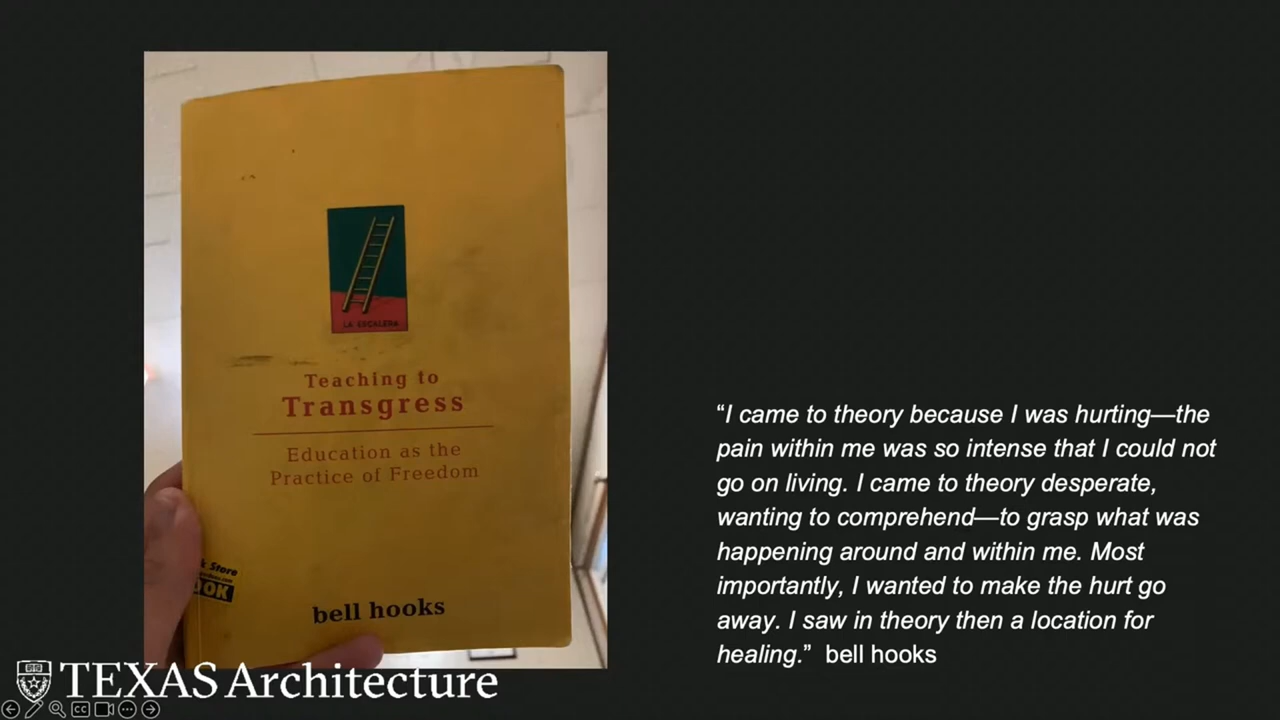 LA ESCALERA
Teaching to
Transgress
Education as the
Practice of Freedom
Store
bell hooks
“I came to theory because I was hurting—the
pain within me was so intense that I could not
go on living. I came to theory desperate,
wanting to comprehend—to grasp what was
happening around and within me. Most
importantly, I wanted to make the hurt go
away. I saw in theory then a location for
healing.” bell hooks
TEXAS Architecture
CC